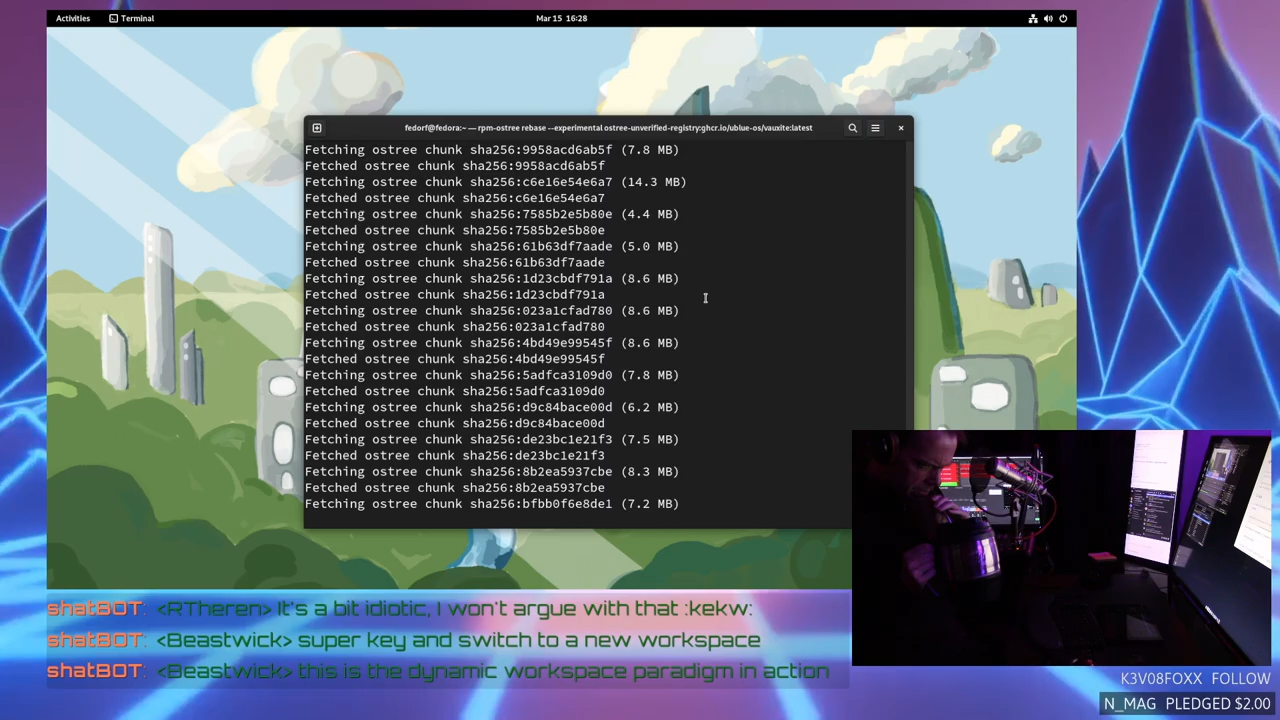 Activities
Terminal
Mar 15 16:28
fedorf@fedora:~ — rpm-ostree rebase --experimental ostree-unverified-registry:ghcr.io/ublue-os/vauxite:latest
Fetching ostree chunk sha256:9958acd6ab5f (7.8 MB)
Fetched ostree chunk sha256:9958acd6ab5f
Fetching ostree chunk sha256:c6e16e54e6a7 (14.3 MB)
Fetched ostree chunk sha256:c6e16e54e6a7
Fetching ostree chunk sha256:7585b2e5b80e (4.4 MB)
Fetched ostree chunk sha256:7585b2e5b80e
Fetching ostree chunk sha256:61b63df7aade (5.0 MB)
Fetched ostree chunk sha256:61b63df7aade
Fetching ostree chunk sha256:1d23cbdf791a (8.6 MB)
Fetched ostree chunk sha256:1d23cbdf791a
Fetching ostree chunk sha256:023a1cfad780 (8.6 MB)
Fetched ostree chunk sha256:023a1cfad780
Fetching ostree chunk sha256:4bd49e99545f (8.6 MB)
Fetched ostree chunk sha256:4bd49e99545f
Fetching ostree chunk sha256:5adfca3109d0 (7.8 MB)
Fetched ostree chunk sha256:5adfca3109d0
Fetching ostree chunk sha256:d9c84bace00d (6.2 MB)
Fetched ostree chunk sha256:d9c84bace00d
Fetching ostree chunk sha256:de23bc1e21f3 (7.5 MB)
Fetched ostree chunk sha256:de23bc1e21f3
Fetching ostree chunk sha256:8b2ea5937cbe (8.3 MB)
Fetched ostree chunk sha256:8b2ea5937cbe
Fetching ostree chunk sha256:bfbb0f6e8de1 (7.2 MB)
shatBOT: <RTheren> It's a bit idiotic, I won't argue with that :kekw:
shatBOT: <Beastwick> super key and switch to a new workspace
shatBOT: <Beastwick> this is the dynamic workspace paradigm in action
K3V08FOXX FOLLOW
N_MAG PLEDGED $2.00